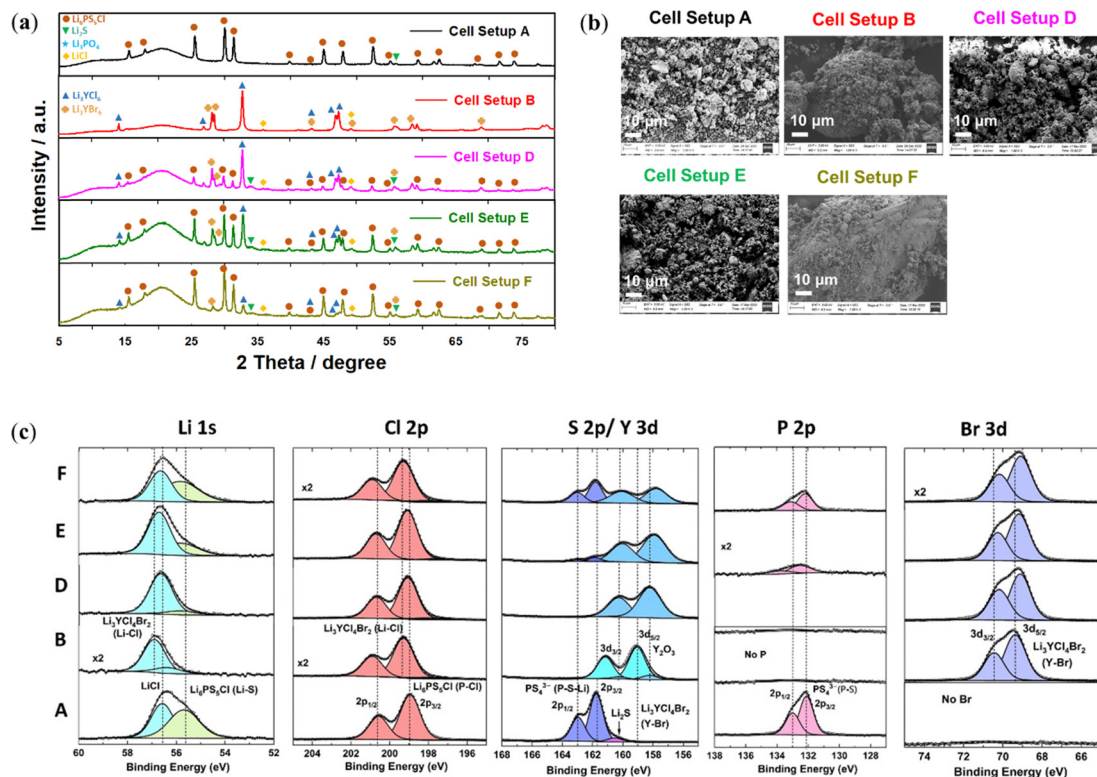 (a)
Li₆PS₅Cl
Li₂S
Li₃PO₄
LiCl
Cell Setup A
Li₃YCl₆
Li₃YBr₆
Cell Setup B
Cell Setup D
Cell Setup E
Cell Setup F
Intensity / a.u.
5 15 25 35 45 55 65 75
2 Theta / degree
(b)
Cell Setup A Cell Setup B Cell Setup D
10 μm 10 μm 10 μm
Cell Setup E Cell Setup F
10 μm 10 μm
(c)
Li 1s Cl 2p S 2p/ Y 3d P 2p Br 3d
F
E
D
B
A
x2
Li₃YCl₄Br₂
(Li-Cl)
LiCl
Li₆PS₅Cl (Li-S)
60 58 56 54 52
Binding Energy (eV)
x2
Li₃YCl₄Br₂ (Li-Cl)
x2
Li₆PS₅Cl (P-Cl)
2p₁/₂
2p₃/₂
204 201 198 195
Binding Energy (eV)
3d₃/₂
3d₅/₂
Y₂O₃
PS₄³⁻ (P-S-Li)
2p₁/₂
2p₃/₂
Li₂S
Li₃YCl₄Br₂
(Y-Br)
168 166 164 162 160 158 156
Binding Energy (eV)
x2
No P
PS₄³⁻ (P-S)
2p₁/₂
2p₃/₂
138 136 134 132 130 128
Binding Energy (eV)
x2
3d₃/₂
3d₅/₂
Li₃YCl₄Br₂
(Y-Br)
No Br
74 72 70 68 66
Binding Energy (eV)